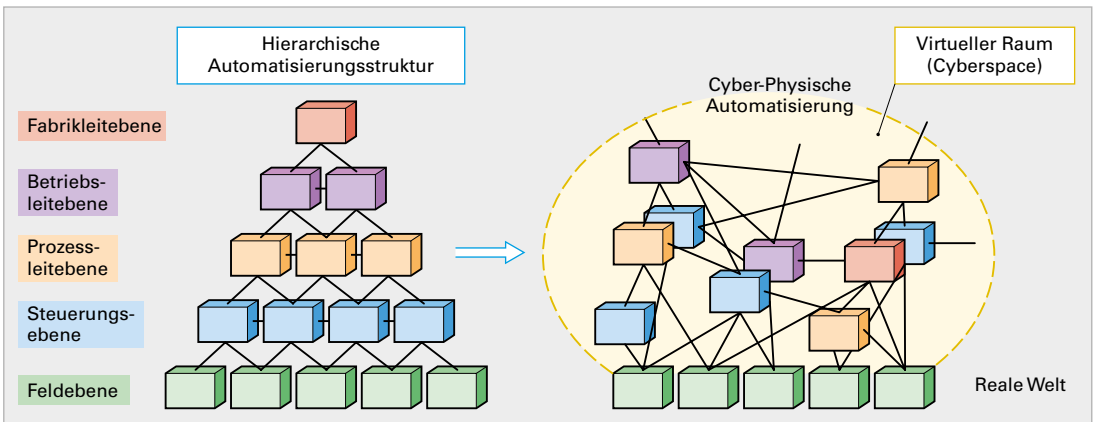 Hierarchische
Automatisierungsstruktur
Virtueller Raum
(Cyberspace)
Cyber-Physische
Automatisierung
Fabrikleitebene
Betriebs-
leitebene
Prozess-
leitebene
Steuerungs-
ebene
Feldebene
Reale Welt